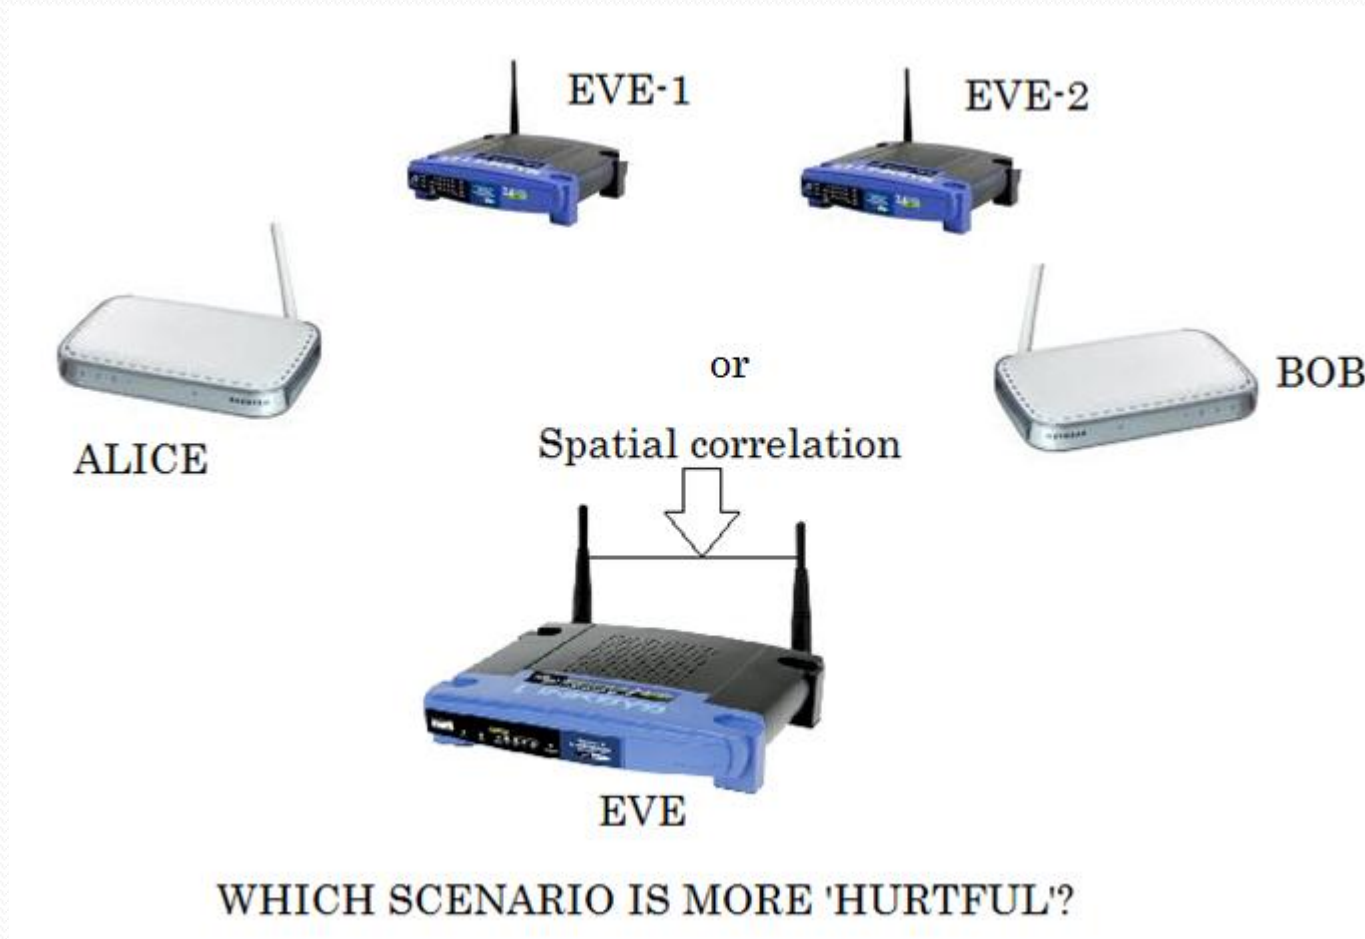 EVE-1
EVE-2
or
BOB
Spatial correlation
ALICE
EVE
WHICH SCENARIO IS MORE 'HURTFUL'?